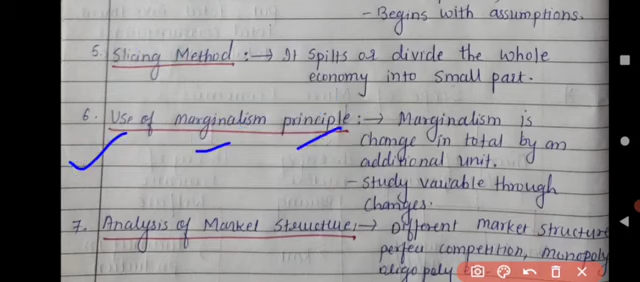 - Begins with assumptions.
5. Slicing Method :→ It spilts or divide the whole
economy into small part.
6. Use of marginalism principle :→ Marginalism is
change in total by an
additional unit.
- Study variable through
changes.
7. Analysis of Market Structure :→ Different market structure
perfect competition, monopoly
oligopoly